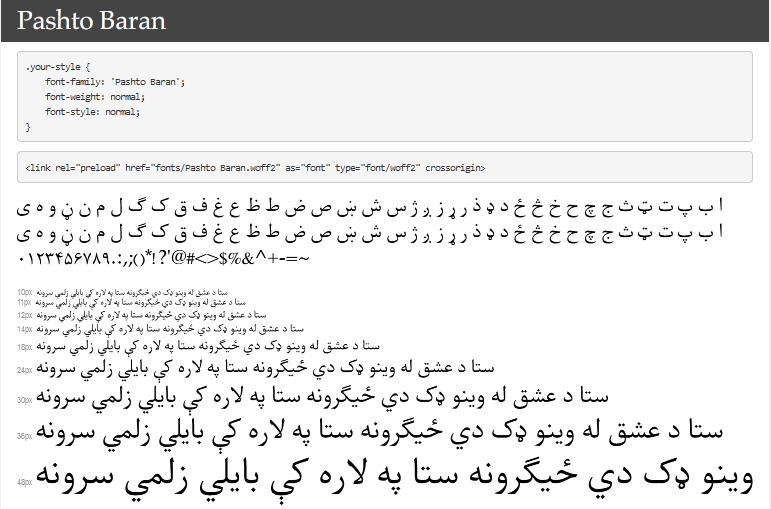 Pashto Baran
.your-style {
    font-family: 'Pashto Baran';
    font-weight: normal;
    font-style: normal;
}
<link rel="preload" href="fonts/Pashto Baran.woff2" as="font" type="font/woff2" crossorigin>
ا ب پ ت ټ ث ج چ ح خ ځ څ د ډ ذ ر ړ ز ږ ژ س ش ښ ص ض ط ظ ع غ ف ق ک ګ ل م ن ڼ و ه ی
ا ب پ ت ټ ث ج چ ح خ ځ څ د ډ ذ ر ړ ز ږ ژ س ش ښ ص ض ط ظ ع غ ف ق ک ګ ل م ن ڼ و ه ی
۰۱۲۳۴۵۶۷۸۹.:,;()*!?'@#<>$%&^+-=~
10px ستا د عشق له وينو ډک دي ځيګرونه ستا په لاره کې بايلي زلمي سرونه
11px ستا د عشق له وينو ډک دي ځيګرونه ستا په لاره کې بايلي زلمي سرونه
12px ستا د عشق له وينو ډک دي ځيګرونه ستا په لاره کې بايلي زلمي سرونه
14px ستا د عشق له وينو ډک دي ځيګرونه ستا په لاره کې بايلي زلمي سرونه
18px ستا د عشق له وينو ډک دي ځيګرونه ستا په لاره کې بايلي زلمي سرونه
24px ستا د عشق له وينو ډک دي ځيګرونه ستا په لاره کې بايلي زلمي سرونه
30px ستا د عشق له وينو ډک دي ځيګرونه ستا په لاره کې بايلي زلمي سرونه
36px ستا د عشق له وينو ډک دي ځيګرونه ستا په لاره کې بايلي زلمي سرونه
48px وينو ډک دي ځيګرونه ستا په لاره کې بايلي زلمي سرونه